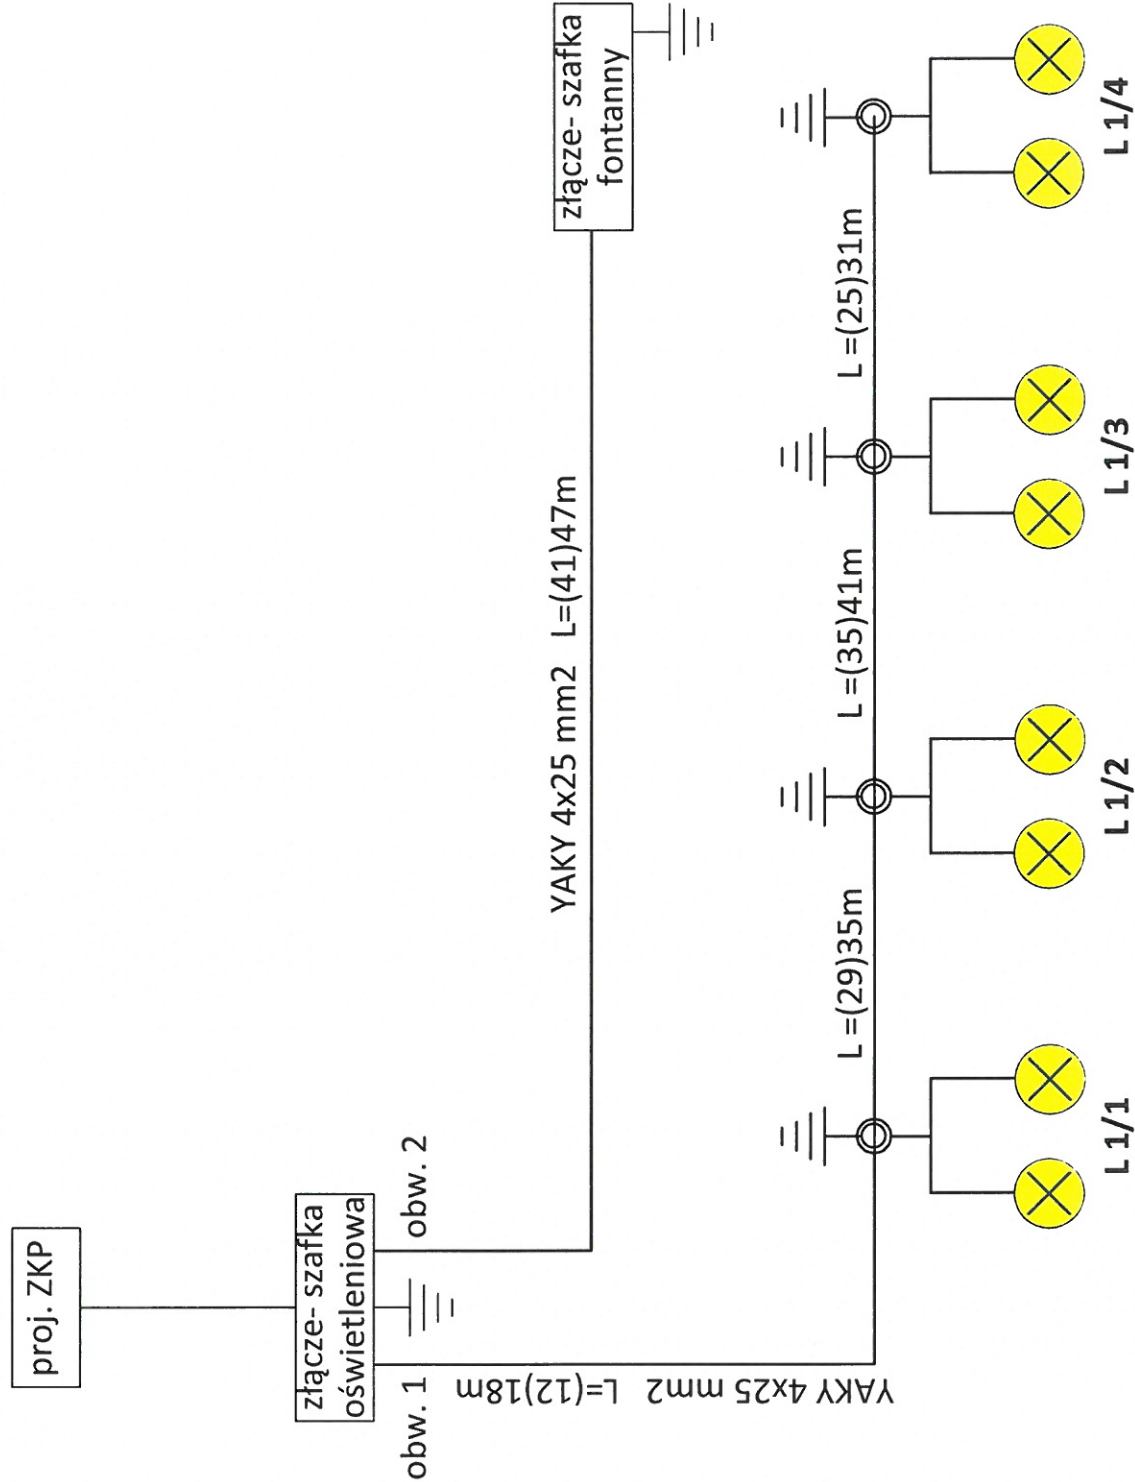 proj. ZKP
złącze- szafka
oświetleniowa
obw. 1
obw. 2
YAKY 4x25 mm2 L=(12)18m
YAKY 4x25 mm2 L=(41)47m
złącze- szafka
fontanny
L =(29)35m
L =(35)41m
L =(25)31m
L 1/1
L 1/2
L 1/3
L 1/4